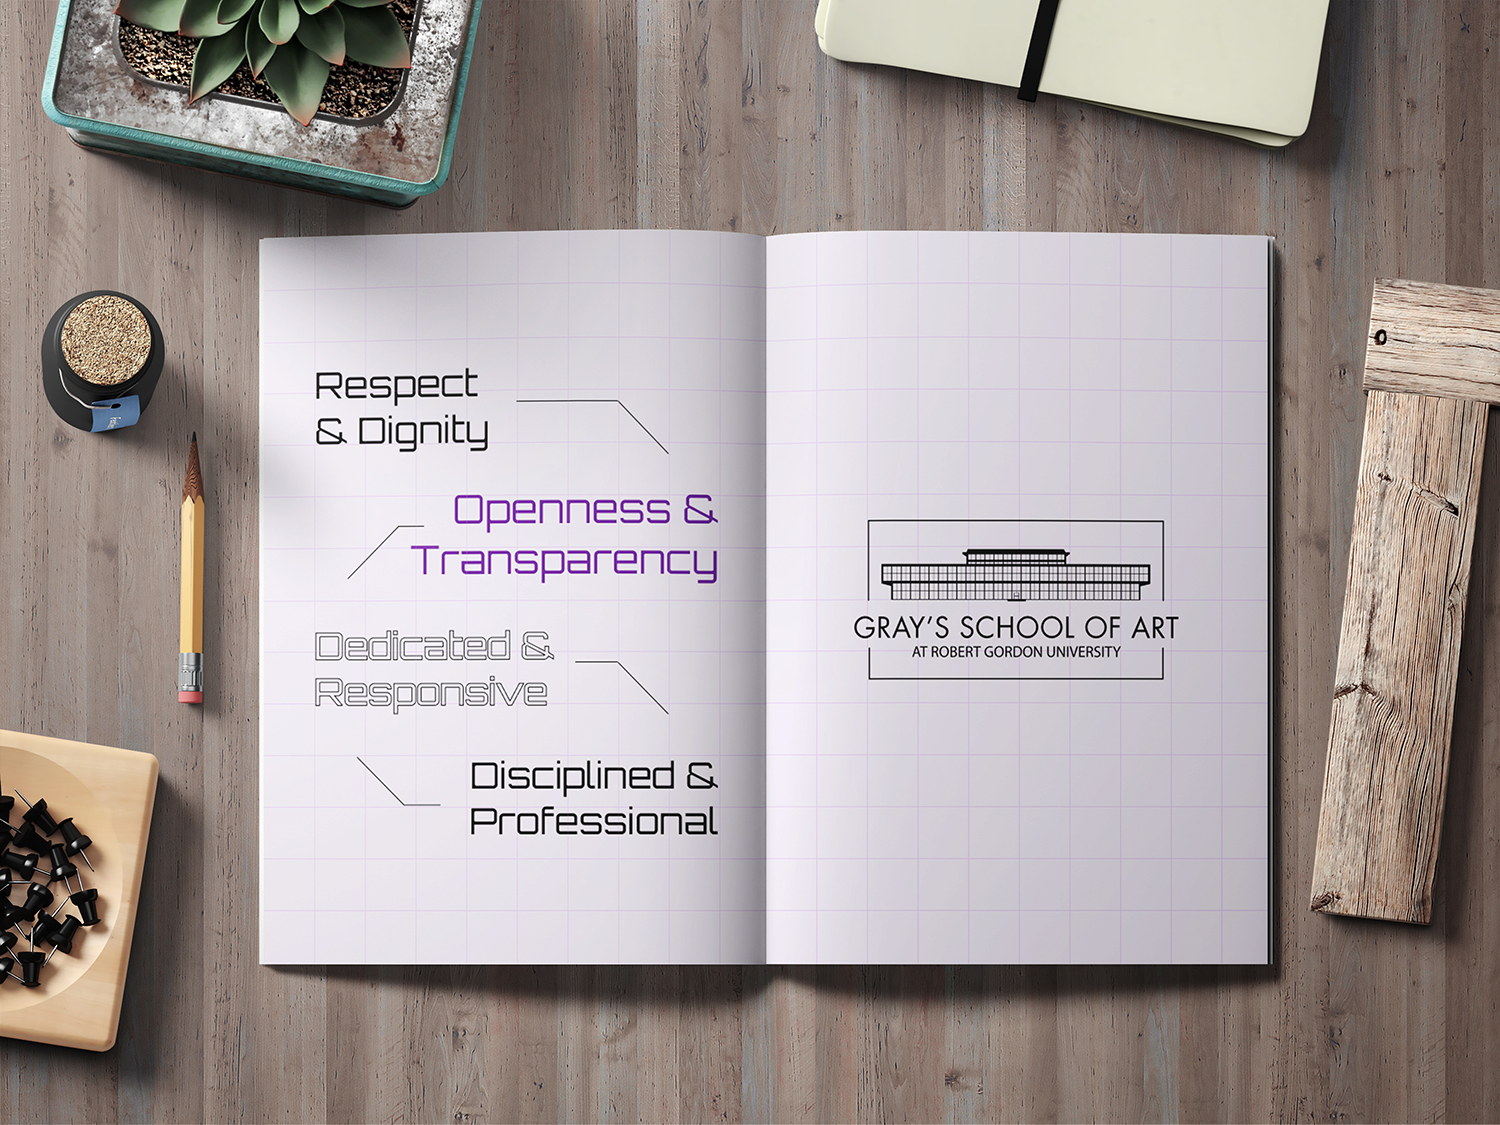 Respect
& Dignity
Openness &
Transparency
Dedicated &
Responsive
Disciplined &
Professional
GRAY'S SCHOOL OF ART
AT ROBERT GORDON UNIVERSITY